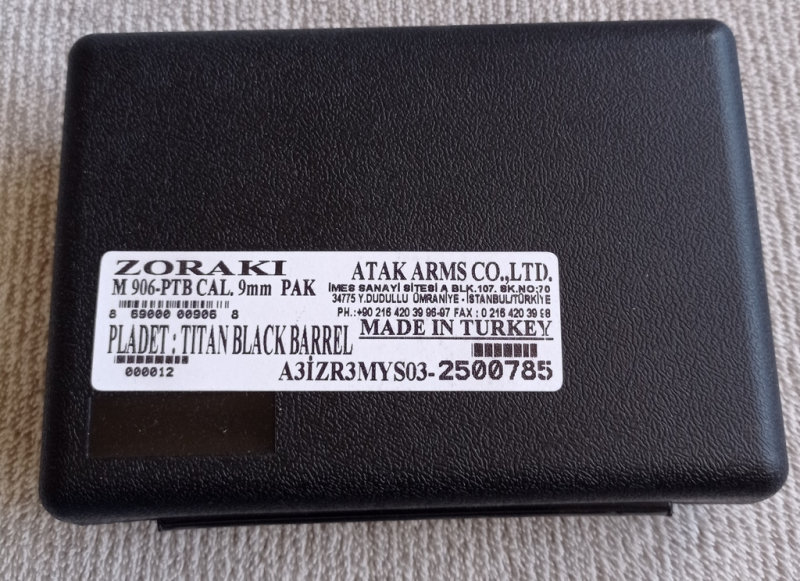 ZORAKI
M 906-PTB CAL. 9mm PAK
8 69000 00906 8
PLADET : TITAN BLACK BARREL
000012
ATAK ARMS CO.,LTD.
İMES SANAYİ SİTESİ A BLK.107. SK.NO:70
34775 Y.DUDULLU ÜMRANİYE - İSTANBUL/TÜRKİYE
PH.:+90 216 420 39 96-97 FAX : 0 216 420 39 98
MADE IN TURKEY
A3İZR3MYS03-2500785